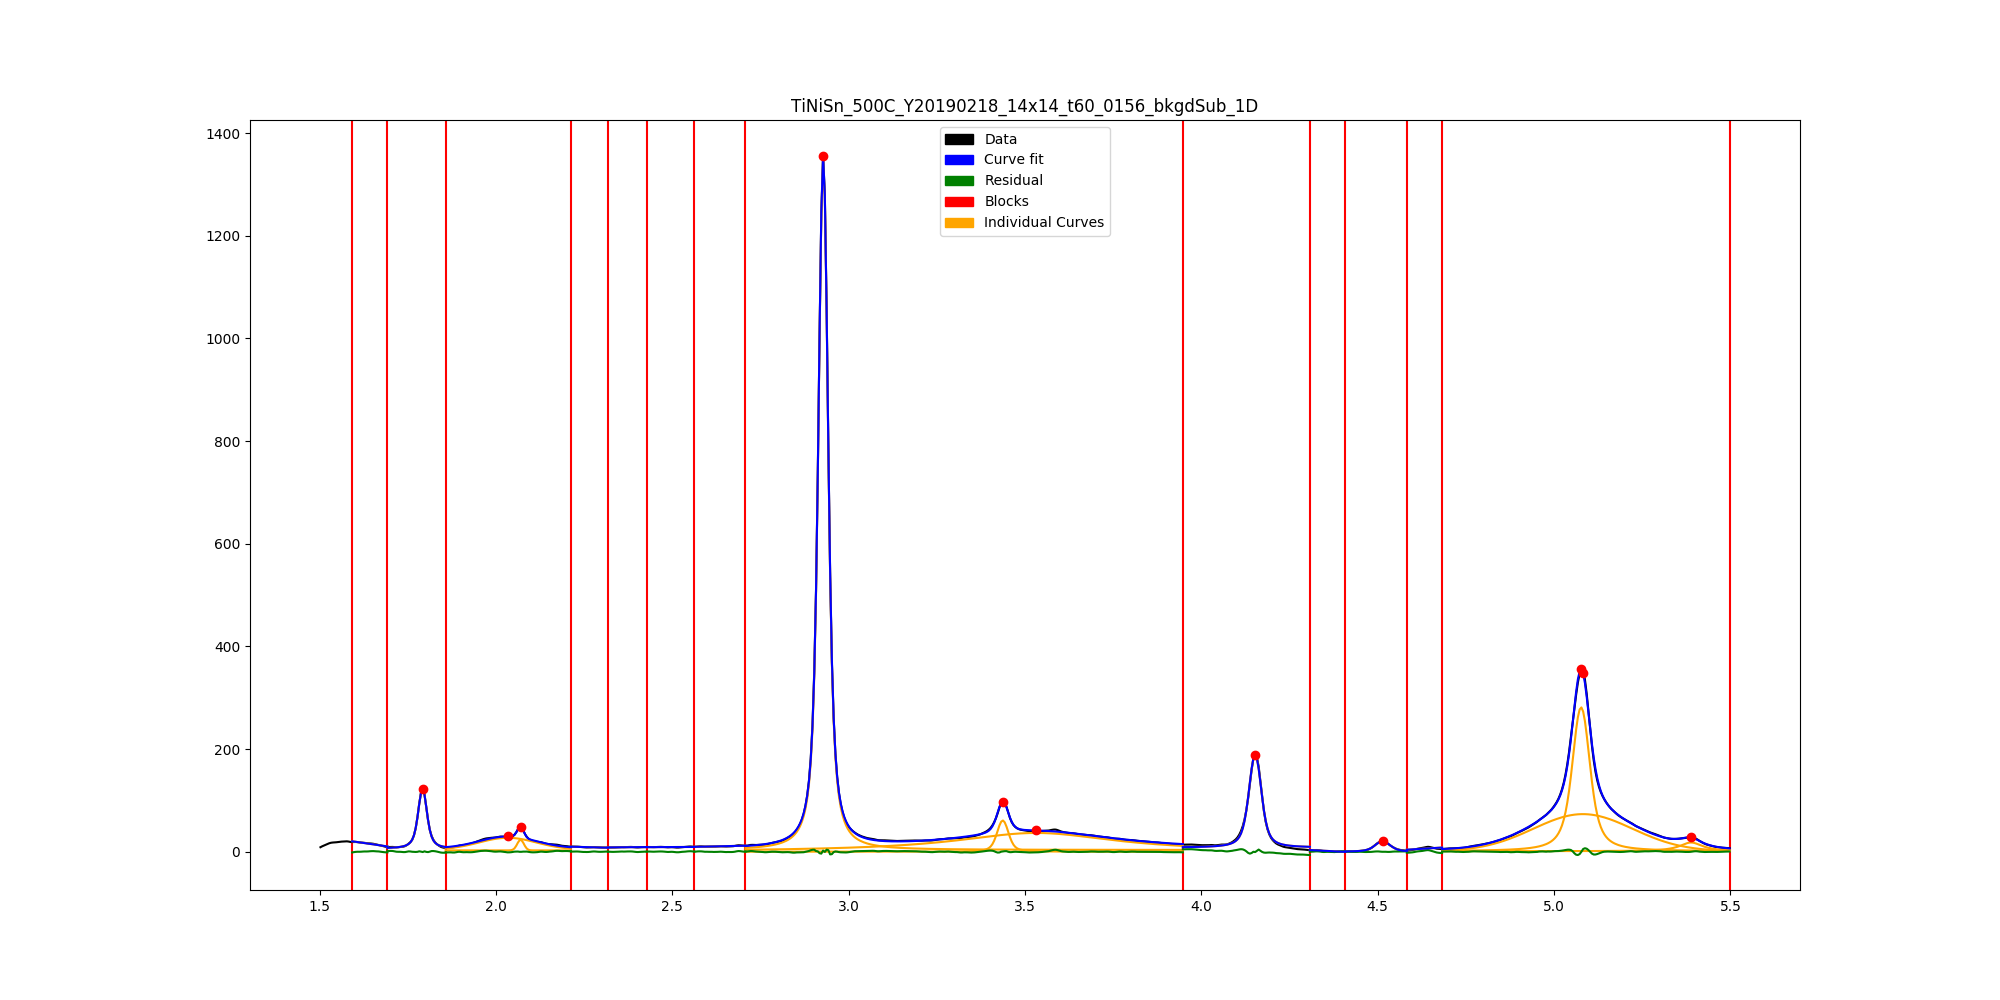 TiNiSn_500C_Y20190218_14x14_t60_0156_bkgdSub_1D
Data
Curve fit
Residual
Blocks
Individual Curves
1400
1200
1000
800
600
400
200
0
1.5 2.0 2.5 3.0 3.5 4.0 4.5 5.0 5.5